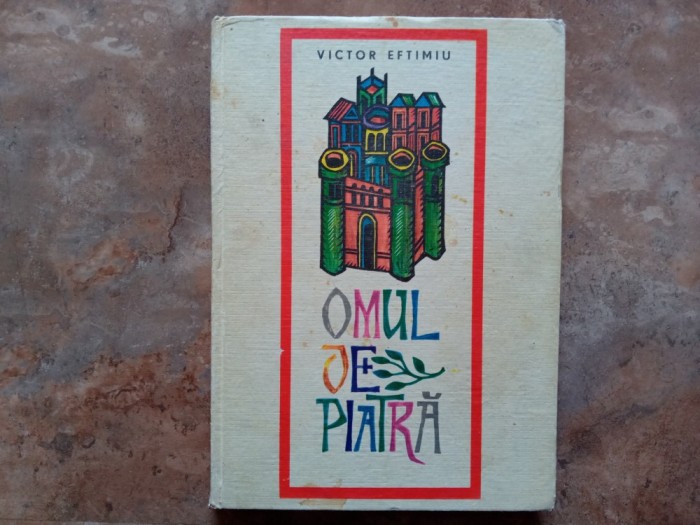 VICTOR EFTIMIU
OMUL
DE
PIATRĂ